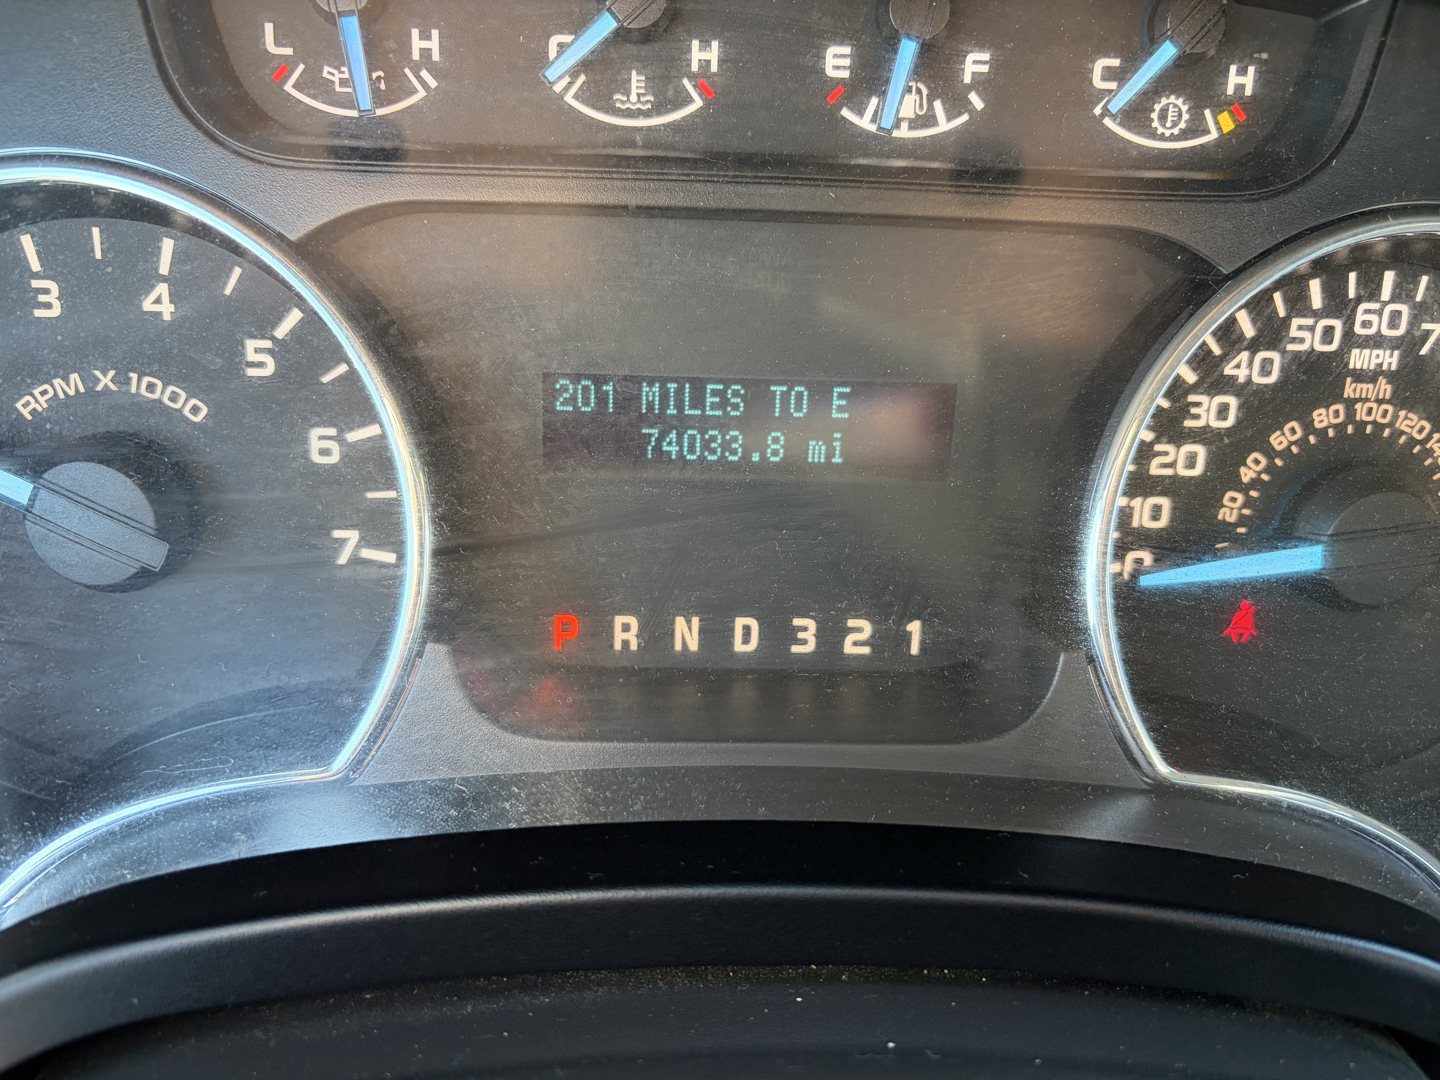 L H
C H
E F
C H
3 4 5 6 7
RPM X 1000
201 MILES TO E
74033.8 mi
P R N D 3 2 1
0 10 20 30 40 50 60
MPH
km/h
20 40 60 80 100 120